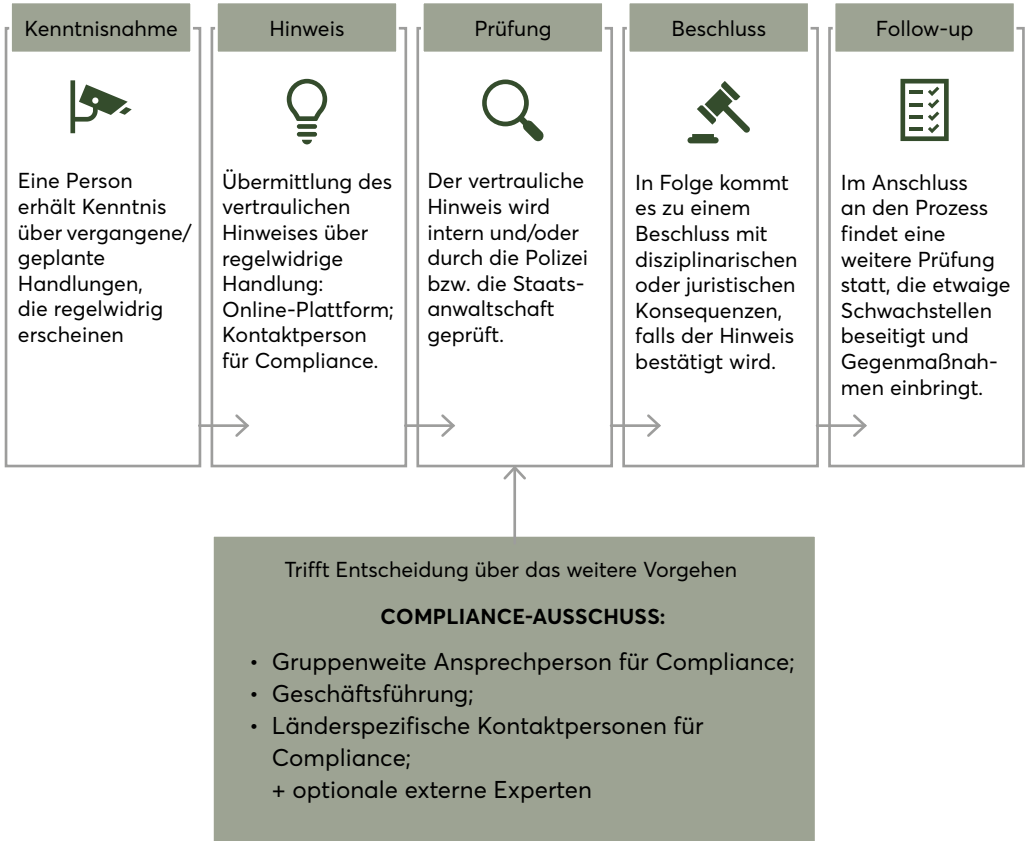 Kenntnisnahme
Eine Person
erhält Kenntnis
über vergangene/
geplante
Handlungen,
die regelwidrig
erscheinen
Hinweis
Übermittlung des
vertraulichen
Hinweises über
regelwidrige
Handlung:
Online-Plattform;
Kontaktperson
für Compliance.
Prüfung
Der vertrauliche
Hinweis wird
intern und/oder
durch die Polizei
bzw. die Staats-
anwaltschaft
geprüft.
Beschluss
In Folge kommt
es zu einem
Beschluss mit
disziplinarischen
oder juristischen
Konsequenzen,
falls der Hinweis
bestätigt wird.
Follow-up
Im Anschluss
an den Prozess
findet eine
weitere Prüfung
statt, die etwaige
Schwachstellen
beseitigt und
Gegenmaßnah-
men einbringt.
Trifft Entscheidung über das weitere Vorgehen
COMPLIANCE-AUSSCHUSS:
• Gruppenweite Ansprechperson für Compliance;
• Geschäftsführung;
• Länderspezifische Kontaktpersonen für
Compliance;
+ optionale externe Experten